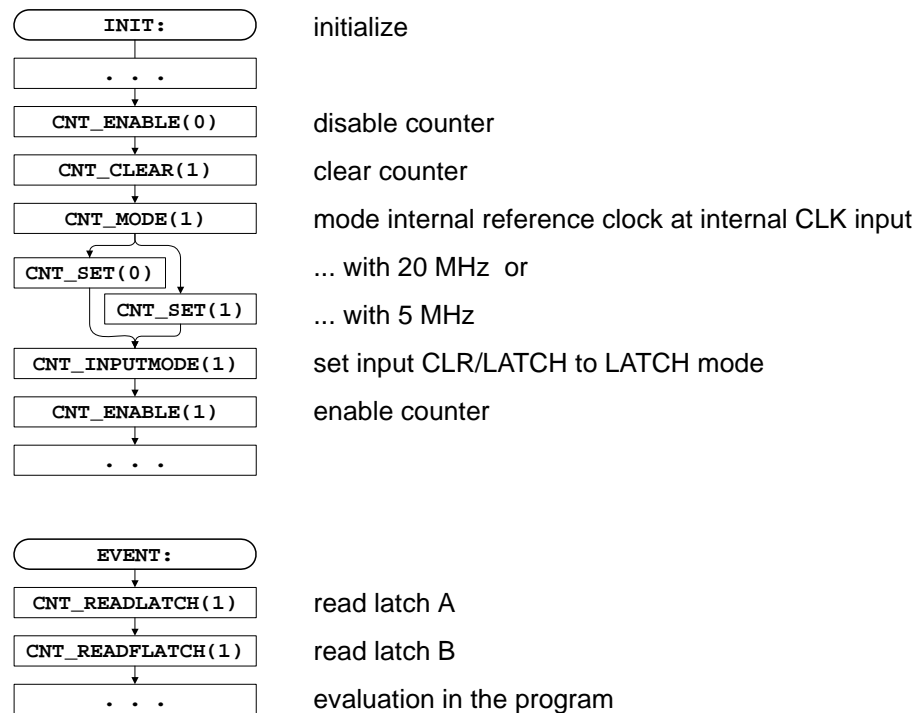 INIT: initialize
. . .
CNT_ENABLE(0) disable counter
CNT_CLEAR(1) clear counter
CNT_MODE(1) mode internal reference clock at internal CLK input
CNT_SET(0) ... with 20 MHz or
CNT_SET(1) ... with 5 MHz
CNT_INPUTMODE(1) set input CLR/LATCH to LATCH mode
CNT_ENABLE(1) enable counter
. . .
EVENT:
CNT_READLATCH(1) read latch A
CNT_READFLATCH(1) read latch B
. . . evaluation in the program